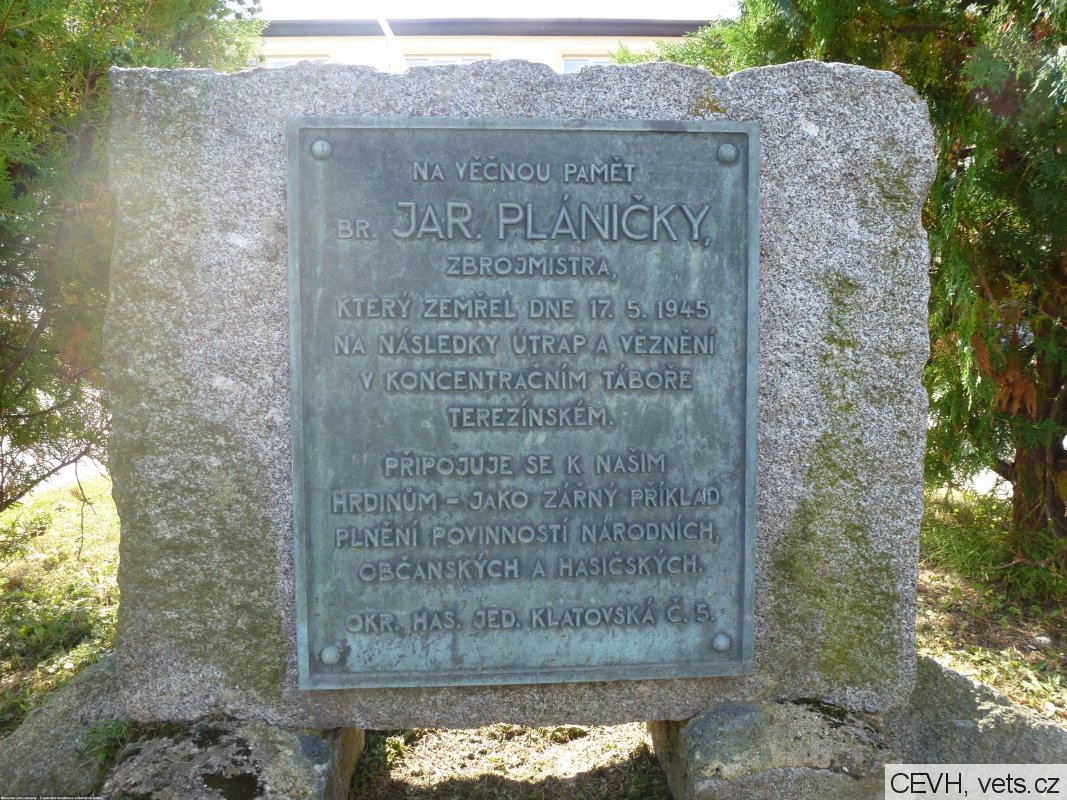 NA VĚČNOU PAMĚŤ
BR. JAR. PLÁNIČKY,
ZBROJMISTRA,
KTERÝ ZEMŘEL DNE 17. 5. 1945
NA NÁSLEDKY ÚTRAP A VĚZNĚNÍ
V KONCENTRAČNÍM TÁBOŘE
TEREZÍNSKÉM.
PŘIPOJUJE SE K NAŠIM
HRDINŮM - JAKO ZÁŘNÝ PŘÍKLAD
PLNĚNÍ POVINNOSTÍ NÁRODNÍCH,
OBČANSKÝCH A HASIČSKÝCH.
OKR. HAS. JED. KLATOVSKÁ Č. 5.
CEVH, vets.cz